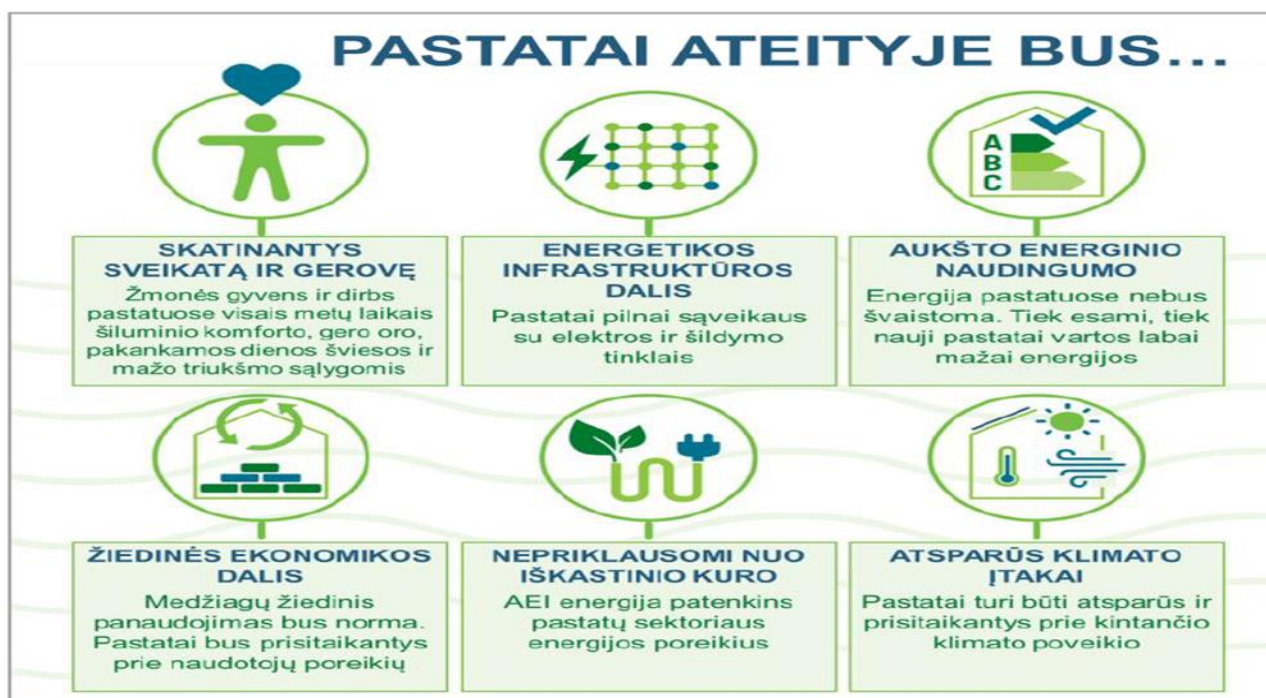 PASTATAI ATEITYJE BUS...
A
B
C
SKATINANTYS
SVEIKATĄ IR GEROVĘ
Žmonės gyvens ir dirbs
pastatuose visais metų laikais
šiluminio komforto, gero oro,
pakankamos dienos šviesos ir
mažo triukšmo sąlygomis
ENERGETIKOS
INFRASTRUKTŪROS
DALIS
Pastatai pilnai sąveikaus
su elektros ir šildymo
tinklais
AUKŠTO ENERGINIO
NAUDINGUMO
Energija pastatuose nebus
švaistoma. Tiek esami, tiek
nauji pastatai vartos labai
mažai energijos
ŽIEDINĖS EKONOMIKOS
DALIS
Medžiagų žiedinis
panaudojimas bus norma.
Pastatai bus prisitaikantys
prie naudotojų poreikių
NEPRIKLAUSOMI NUO
IŠKASTINIO KURO
AEI energija patenkins
pastatų sektoriaus
energijos poreikius
ATSPARŪS KLIMATO
ĮTAKAI
Pastatai turi būti atsparūs ir
prisitaikantys prie kintančio
klimato poveikio